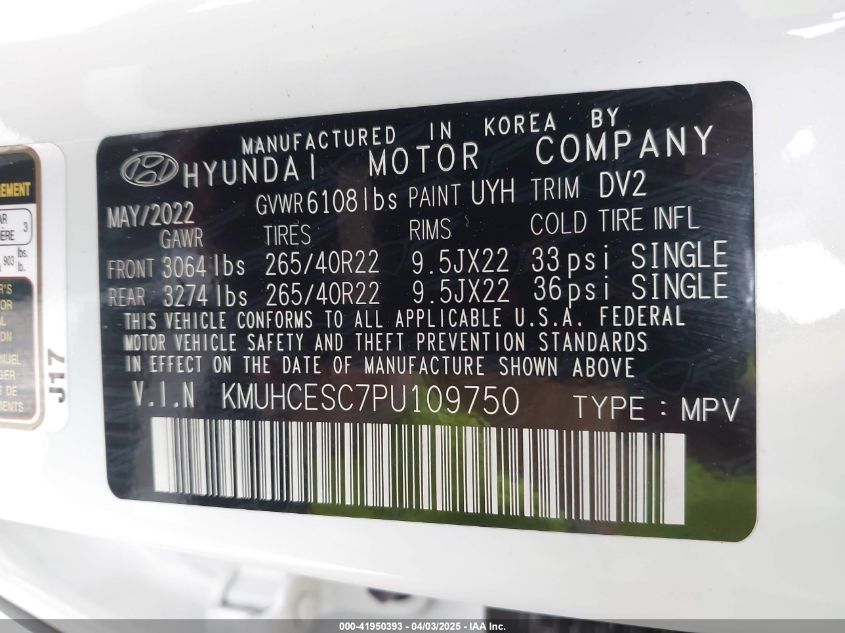 MANUFACTURED IN KOREA BY
HYUNDAI MOTOR COMPANY
MAY/2022 GVWR 6108 lbs PAINT UYH TRIM DV2
GAWR TIRES RIMS COLD TIRE INFL
FRONT 3064 lbs 265/40R22 9.5JX22 33 psi SINGLE
REAR 3274 lbs 265/40R22 9.5JX22 36 psi SINGLE
THIS VEHICLE CONFORMS TO ALL APPLICABLE U.S.A. FEDERAL
MOTOR VEHICLE SAFETY AND THEFT PREVENTION STANDARDS
IN EFFECT ON THE DATE OF MANUFACTURE SHOWN ABOVE
V.I.N KMUHCESC7PU109750 TYPE : MPV
3
903 lbs.
lb.
J17
000-41950393 - 04/03/2025 - IAA Inc.